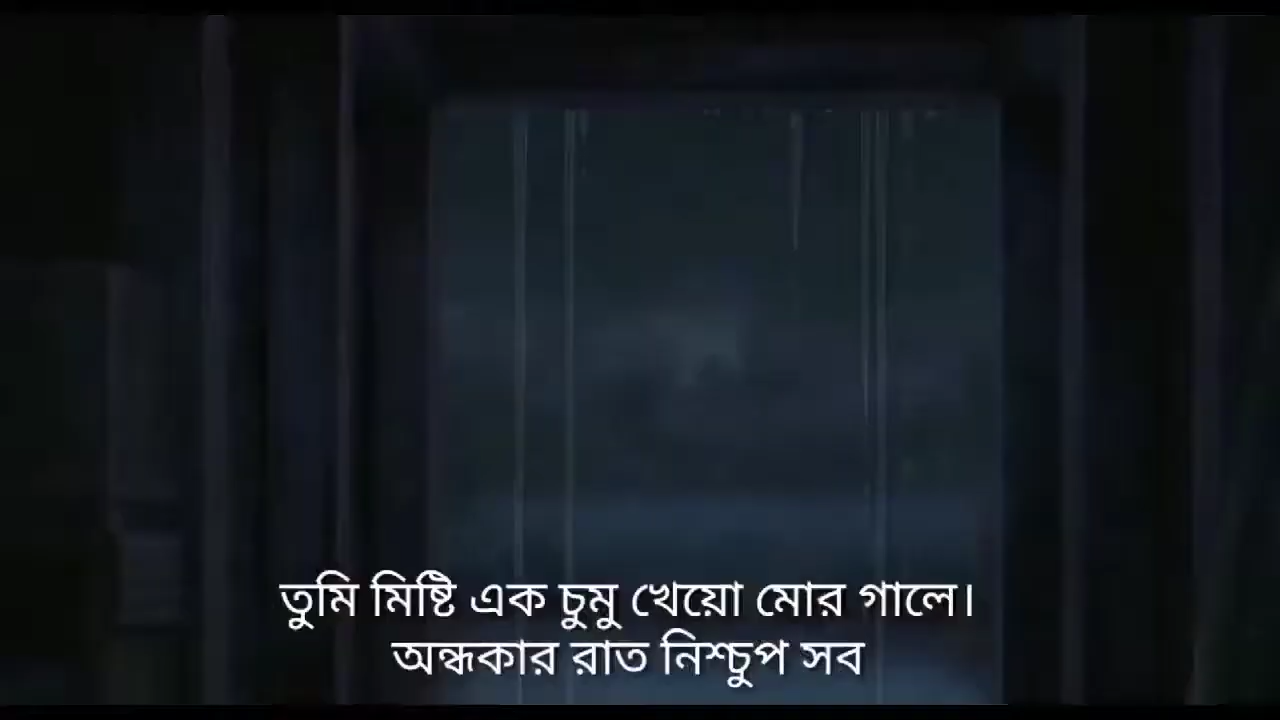 তুমি মিষ্টি এক চুমু খেয়ো মোর গালে।
অন্ধকার রাত নিশ্চুপ সব